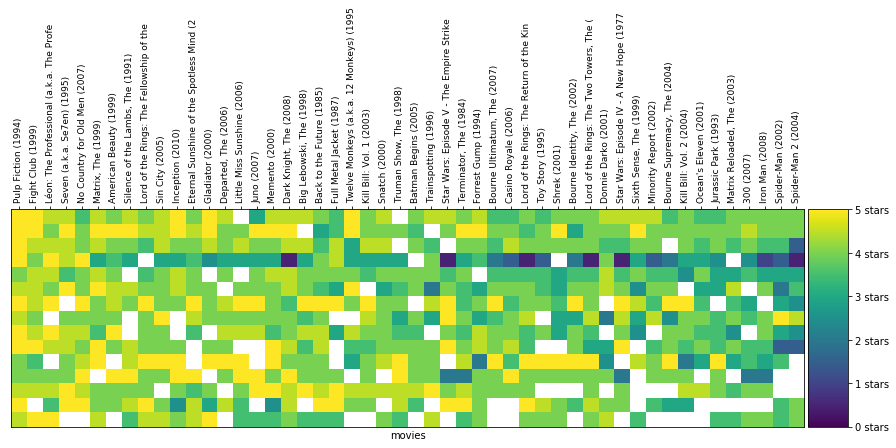 Pulp Fiction (1994)
Fight Club (1999)
Léon: The Professional (a.k.a. The Profe
Seven (a.k.a. Se7en) (1995)
No Country for Old Men (2007)
Matrix, The (1999)
American Beauty (1999)
Silence of the Lambs, The (1991)
Lord of the Rings: The Fellowship of the
Sin City (2005)
Inception (2010)
Eternal Sunshine of the Spotless Mind (2
Gladiator (2000)
Departed, The (2006)
Little Miss Sunshine (2006)
Juno (2007)
Memento (2000)
Dark Knight, The (2008)
Big Lebowski, The (1998)
Back to the Future (1985)
Full Metal Jacket (1987)
Twelve Monkeys (a.k.a. 12 Monkeys) (1995
Kill Bill: Vol. 1 (2003)
Snatch (2000)
Truman Show, The (1998)
Batman Begins (2005)
Trainspotting (1996)
Star Wars: Episode V - The Empire Strike
Terminator, The (1984)
Forrest Gump (1994)
Bourne Ultimatum, The (2007)
Casino Royale (2006)
Lord of the Rings: The Return of the Kin
Toy Story (1995)
Shrek (2001)
Bourne Identity, The (2002)
Lord of the Rings: The Two Towers, The (
Donnie Darko (2001)
Star Wars: Episode IV - A New Hope (1977
Sixth Sense, The (1999)
Minority Report (2002)
Bourne Supremacy, The (2004)
Kill Bill: Vol. 2 (2004)
Ocean's Eleven (2001)
Jurassic Park (1993)
Matrix Reloaded, The (2003)
300 (2007)
Iron Man (2008)
Spider-Man (2002)
Spider-Man 2 (2004)
5 stars
4 stars
3 stars
2 stars
1 stars
0 stars
movies